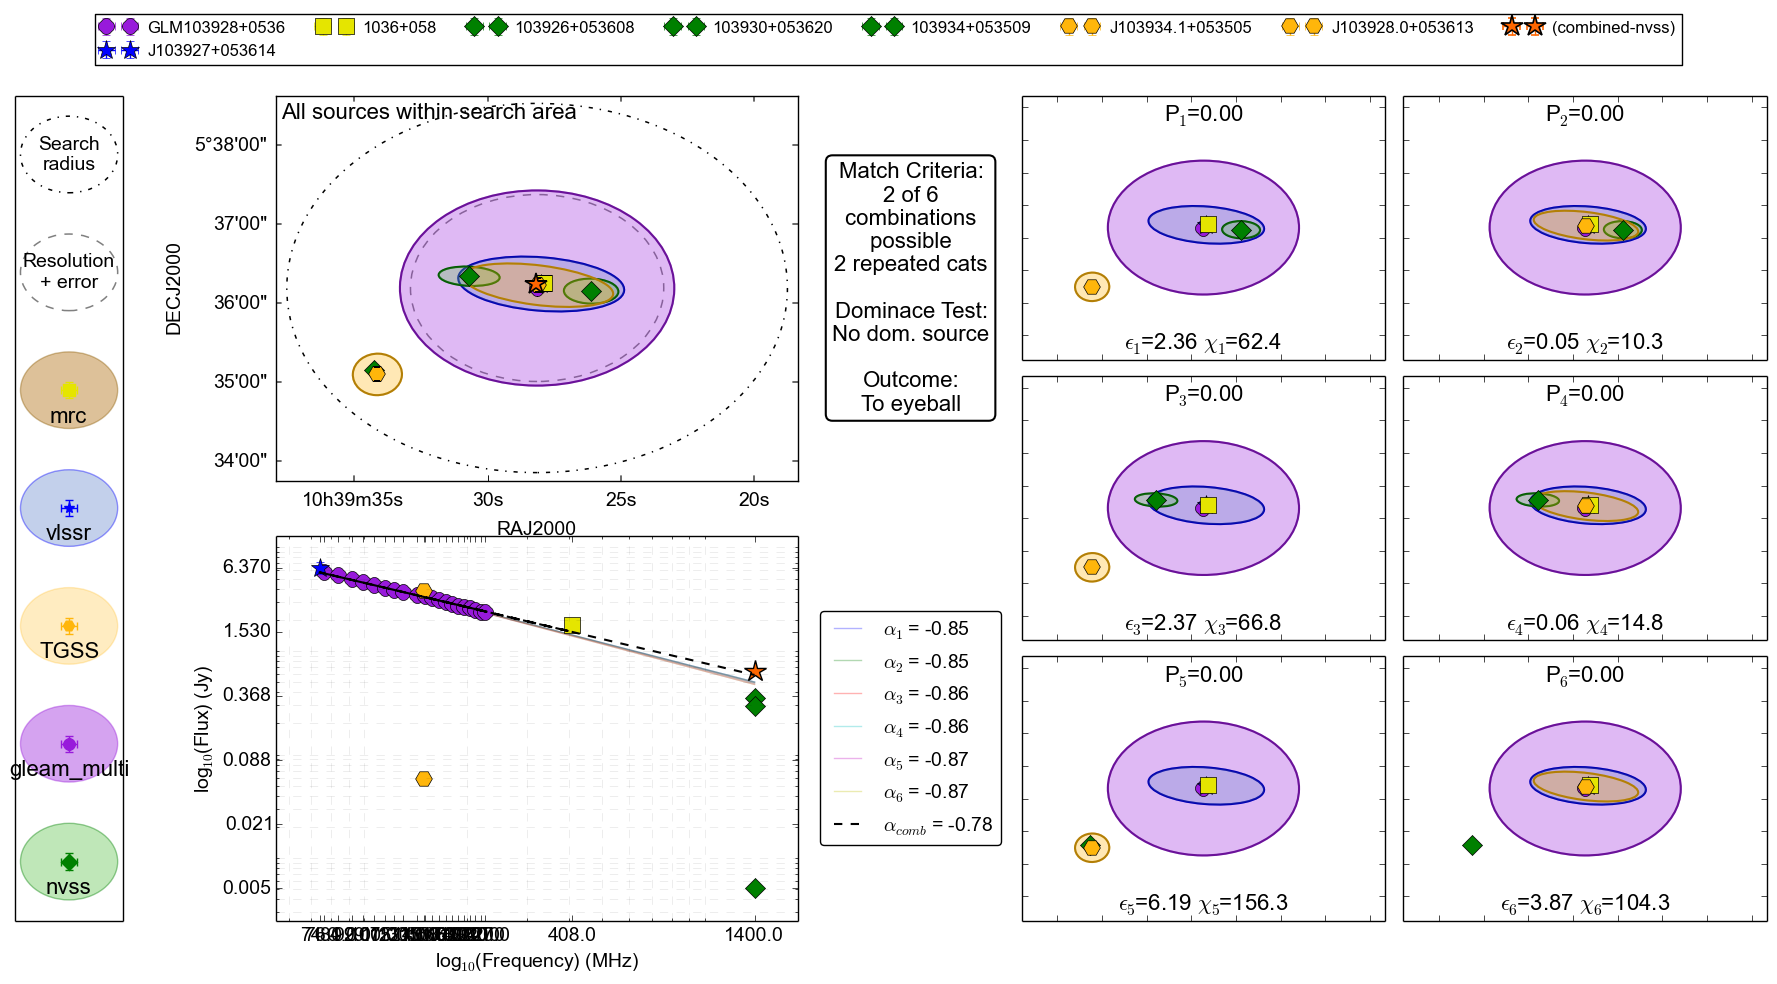 GLM103928+0536 1036+058 103926+053608 103930+053620 103934+053509 J103934.1+053505 J103928.0+053613 (combined-nvss)
J103927+053614
Search
radius
Resolution
+ error
mrc
vlssr
TGSS
gleam_multi
nvss
All sources within search area
DECJ2000
5°38'00"
37'00"
36'00"
35'00"
34'00"
10h39m35s 30s 25s 20s
RAJ2000
Match Criteria:
2 of 6
combinations
possible
2 repeated cats
Dominace Test:
No dom. source
Outcome:
To eyeball
log10(Flux) (Jy)
6.370
1.530
0.368
0.088
0.021
0.005
408.0 1400.0
log10(Frequency) (MHz)
α1 = -0.85
α2 = -0.85
α3 = -0.86
α4 = -0.86
α5 = -0.87
α6 = -0.87
αcomb = -0.78
P1=0.00
ϵ1=2.36 χ1=62.4
P2=0.00
ϵ2=0.05 χ2=10.3
P3=0.00
ϵ3=2.37 χ3=66.8
P4=0.00
ϵ4=0.06 χ4=14.8
P5=0.00
ϵ5=6.19 χ5=156.3
P6=0.00
ϵ6=3.87 χ6=104.3